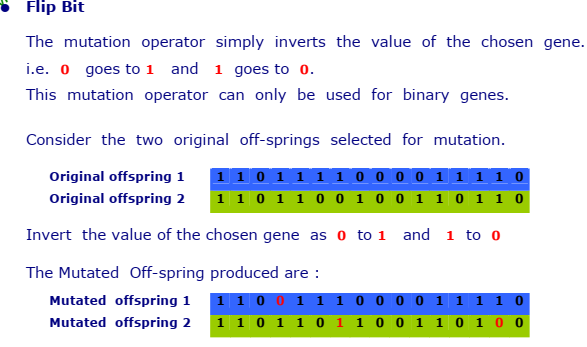 • Flip Bit
The mutation operator simply inverts the value of the chosen gene.
i.e. 0 goes to 1 and 1 goes to 0.
This mutation operator can only be used for binary genes.
Consider the two original off-springs selected for mutation.
Original offspring 1 1 1 0 1 1 1 1 0 0 0 0 1 1 1 1 0
Original offspring 2 1 1 0 1 1 0 0 1 0 0 1 1 0 1 1 0
Invert the value of the chosen gene as 0 to 1 and 1 to 0
The Mutated Off-spring produced are :
Mutated offspring 1 1 1 0 0 1 1 1 0 0 0 0 1 1 1 1 0
Mutated offspring 2 1 1 0 1 1 0 1 1 0 0 1 1 0 1 0 0